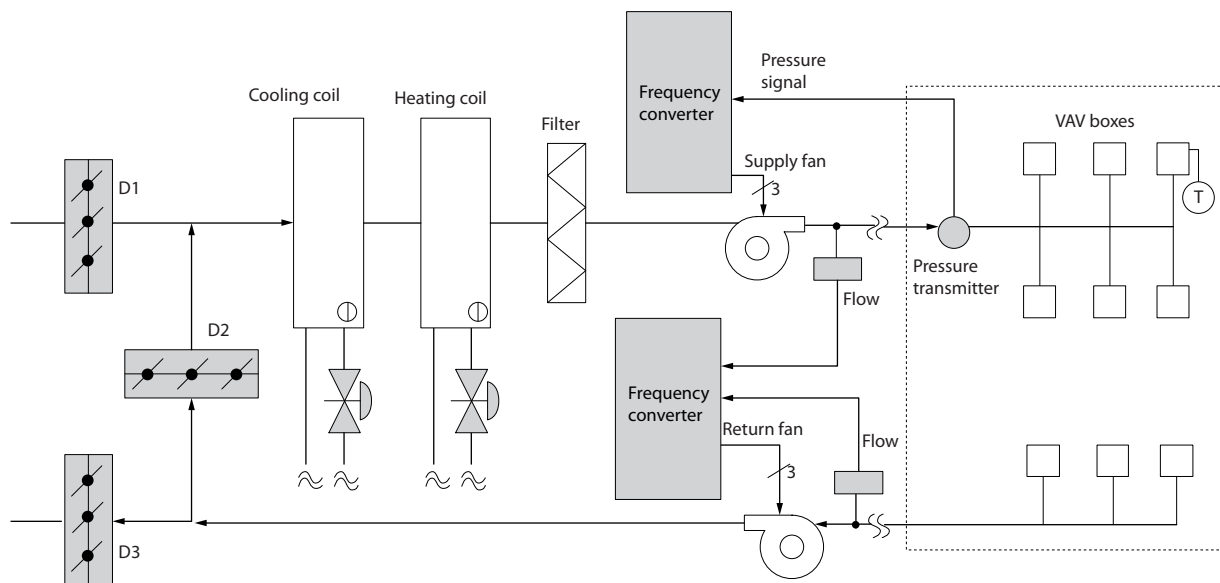 Cooling coil
Heating coil
Filter
Frequency
converter
Pressure
signal
VAV boxes
D1
Supply fan
3
T
Pressure
transmitter
Flow
D2
Frequency
converter
Return fan
Flow
3
D3